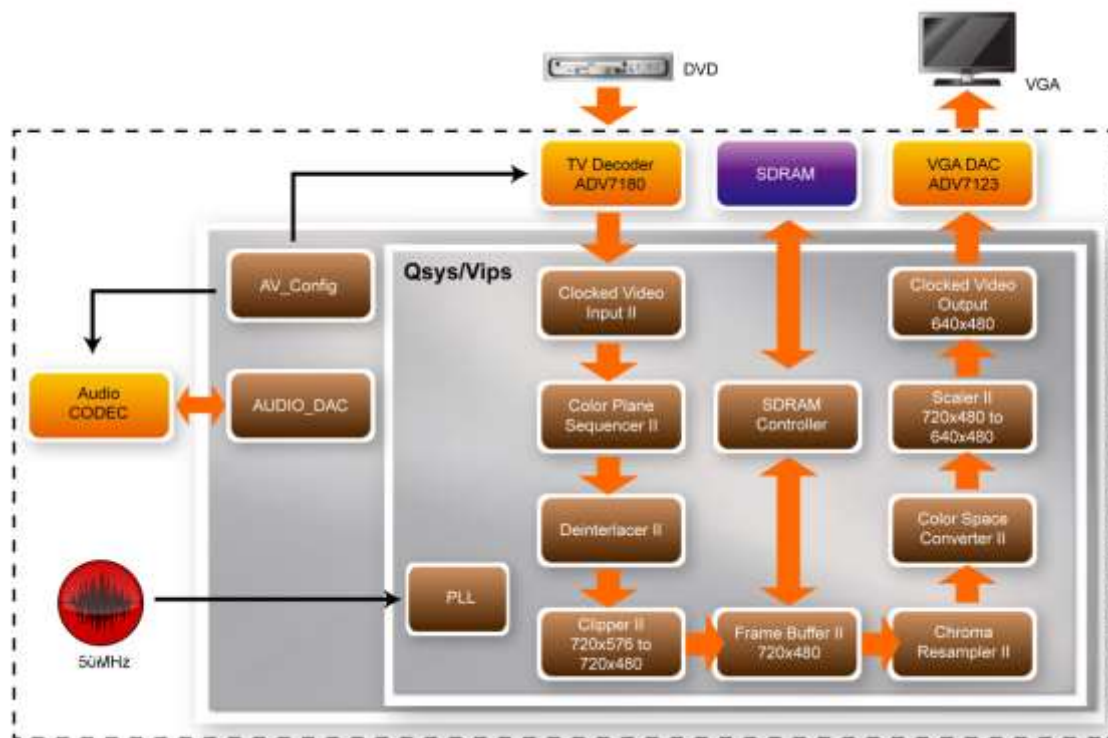 DVD
VGA
TV Decoder
ADV7180
SDRAM
VGA DAC
ADV7123
Qsys/Vips
AV_Config
Clocked Video
Input II
Clocked Video
Output
640x480
Audio
CODEC
AUDIO_DAC
Color Plane
Sequencer II
SDRAM
Controller
Scaler II
720x480 to
640x480
Deinterlacer II
Color Space
Converter II
PLL
50MHz
Clipper II
720x576 to
720x480
Frame Buffer II
720x480
Chroma
Resampler II